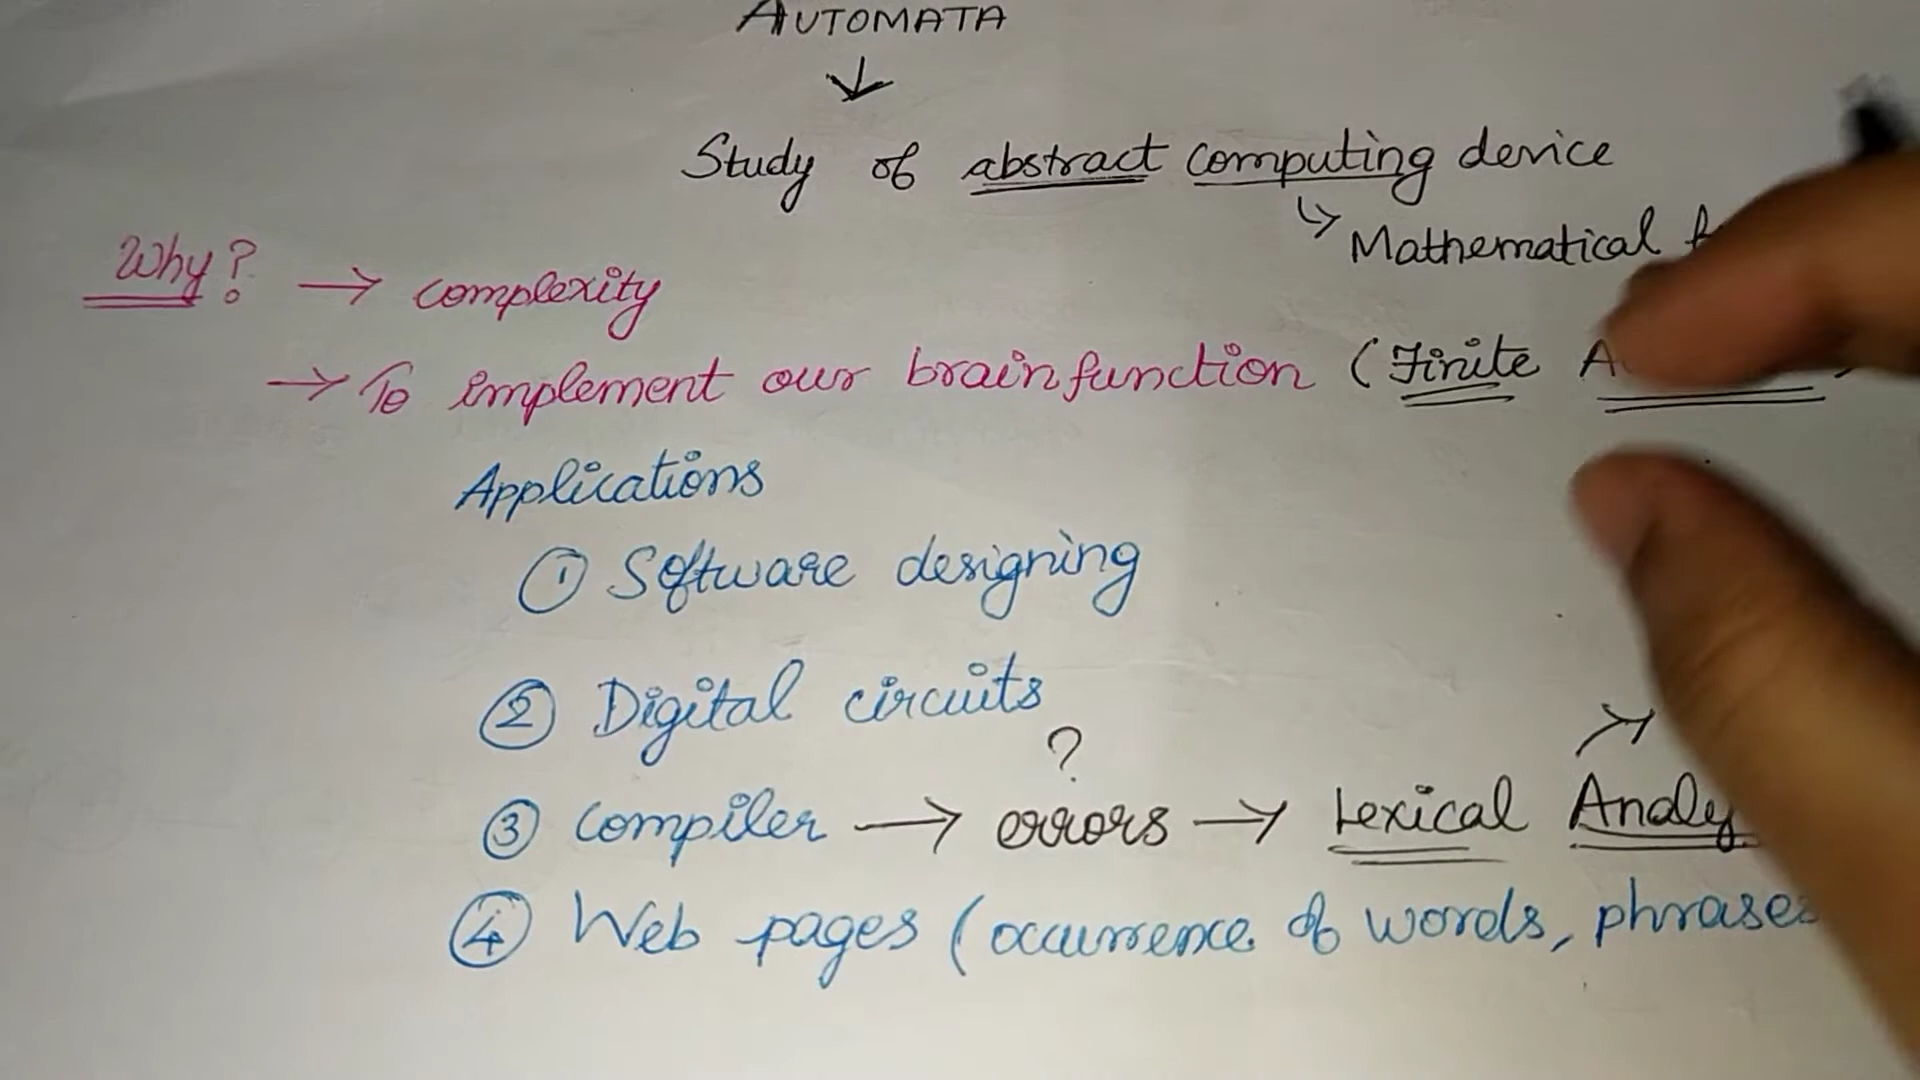 AUTOMATA
↓
Study of abstract computing device
↳ Mathematical
Why? → complexity
→ To implement our brain function (Finite
Applications
① Software designing
② Digital circuits
?
③ Compiler → errors → Lexical
④ Web pages (occurrence of words, phrases